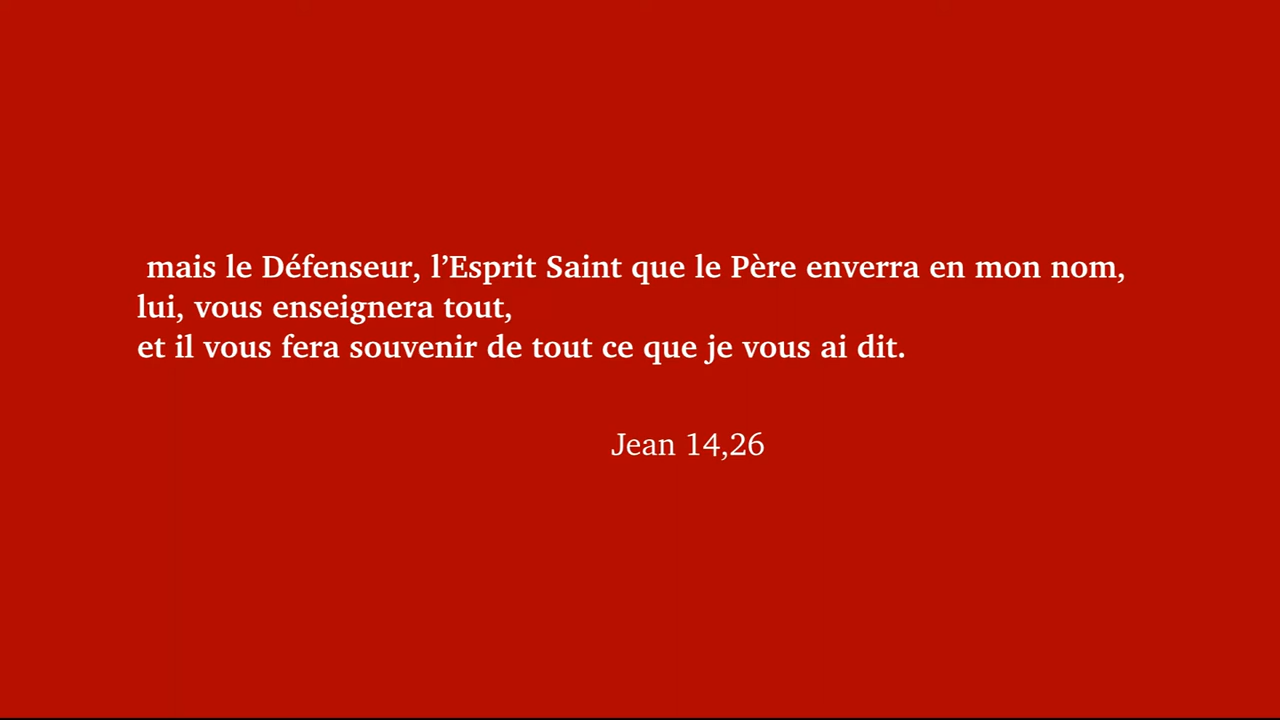 mais le Défenseur, l’Esprit Saint que le Père enverra en mon nom,
lui, vous enseignera tout,
et il vous fera souvenir de tout ce que je vous ai dit.
Jean 14,26